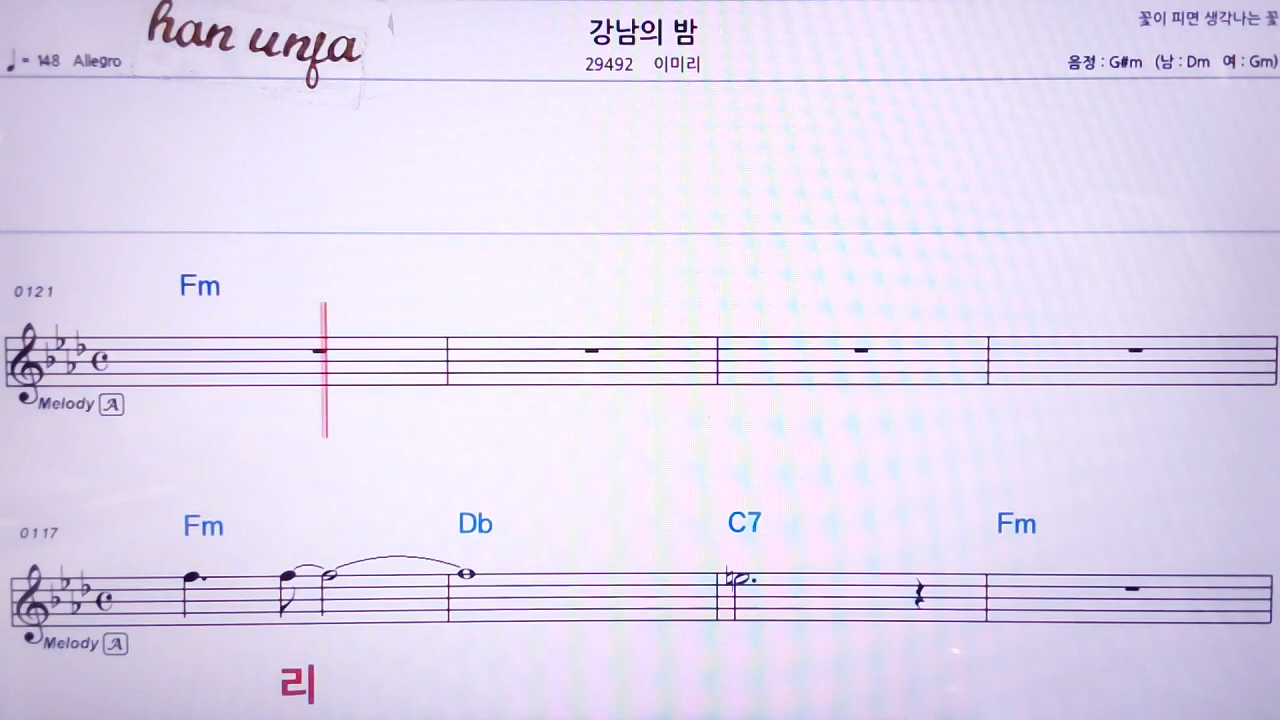 han unfa
강남의 밤
꽃이 피면 생각나는 꽃
♩= 148 Allegro
29492 이미리
음정 : G#m (남 : Dm 여 : Gm)
0121
Fm
Melody A
0117
Fm Db C7 Fm
Melody A
리